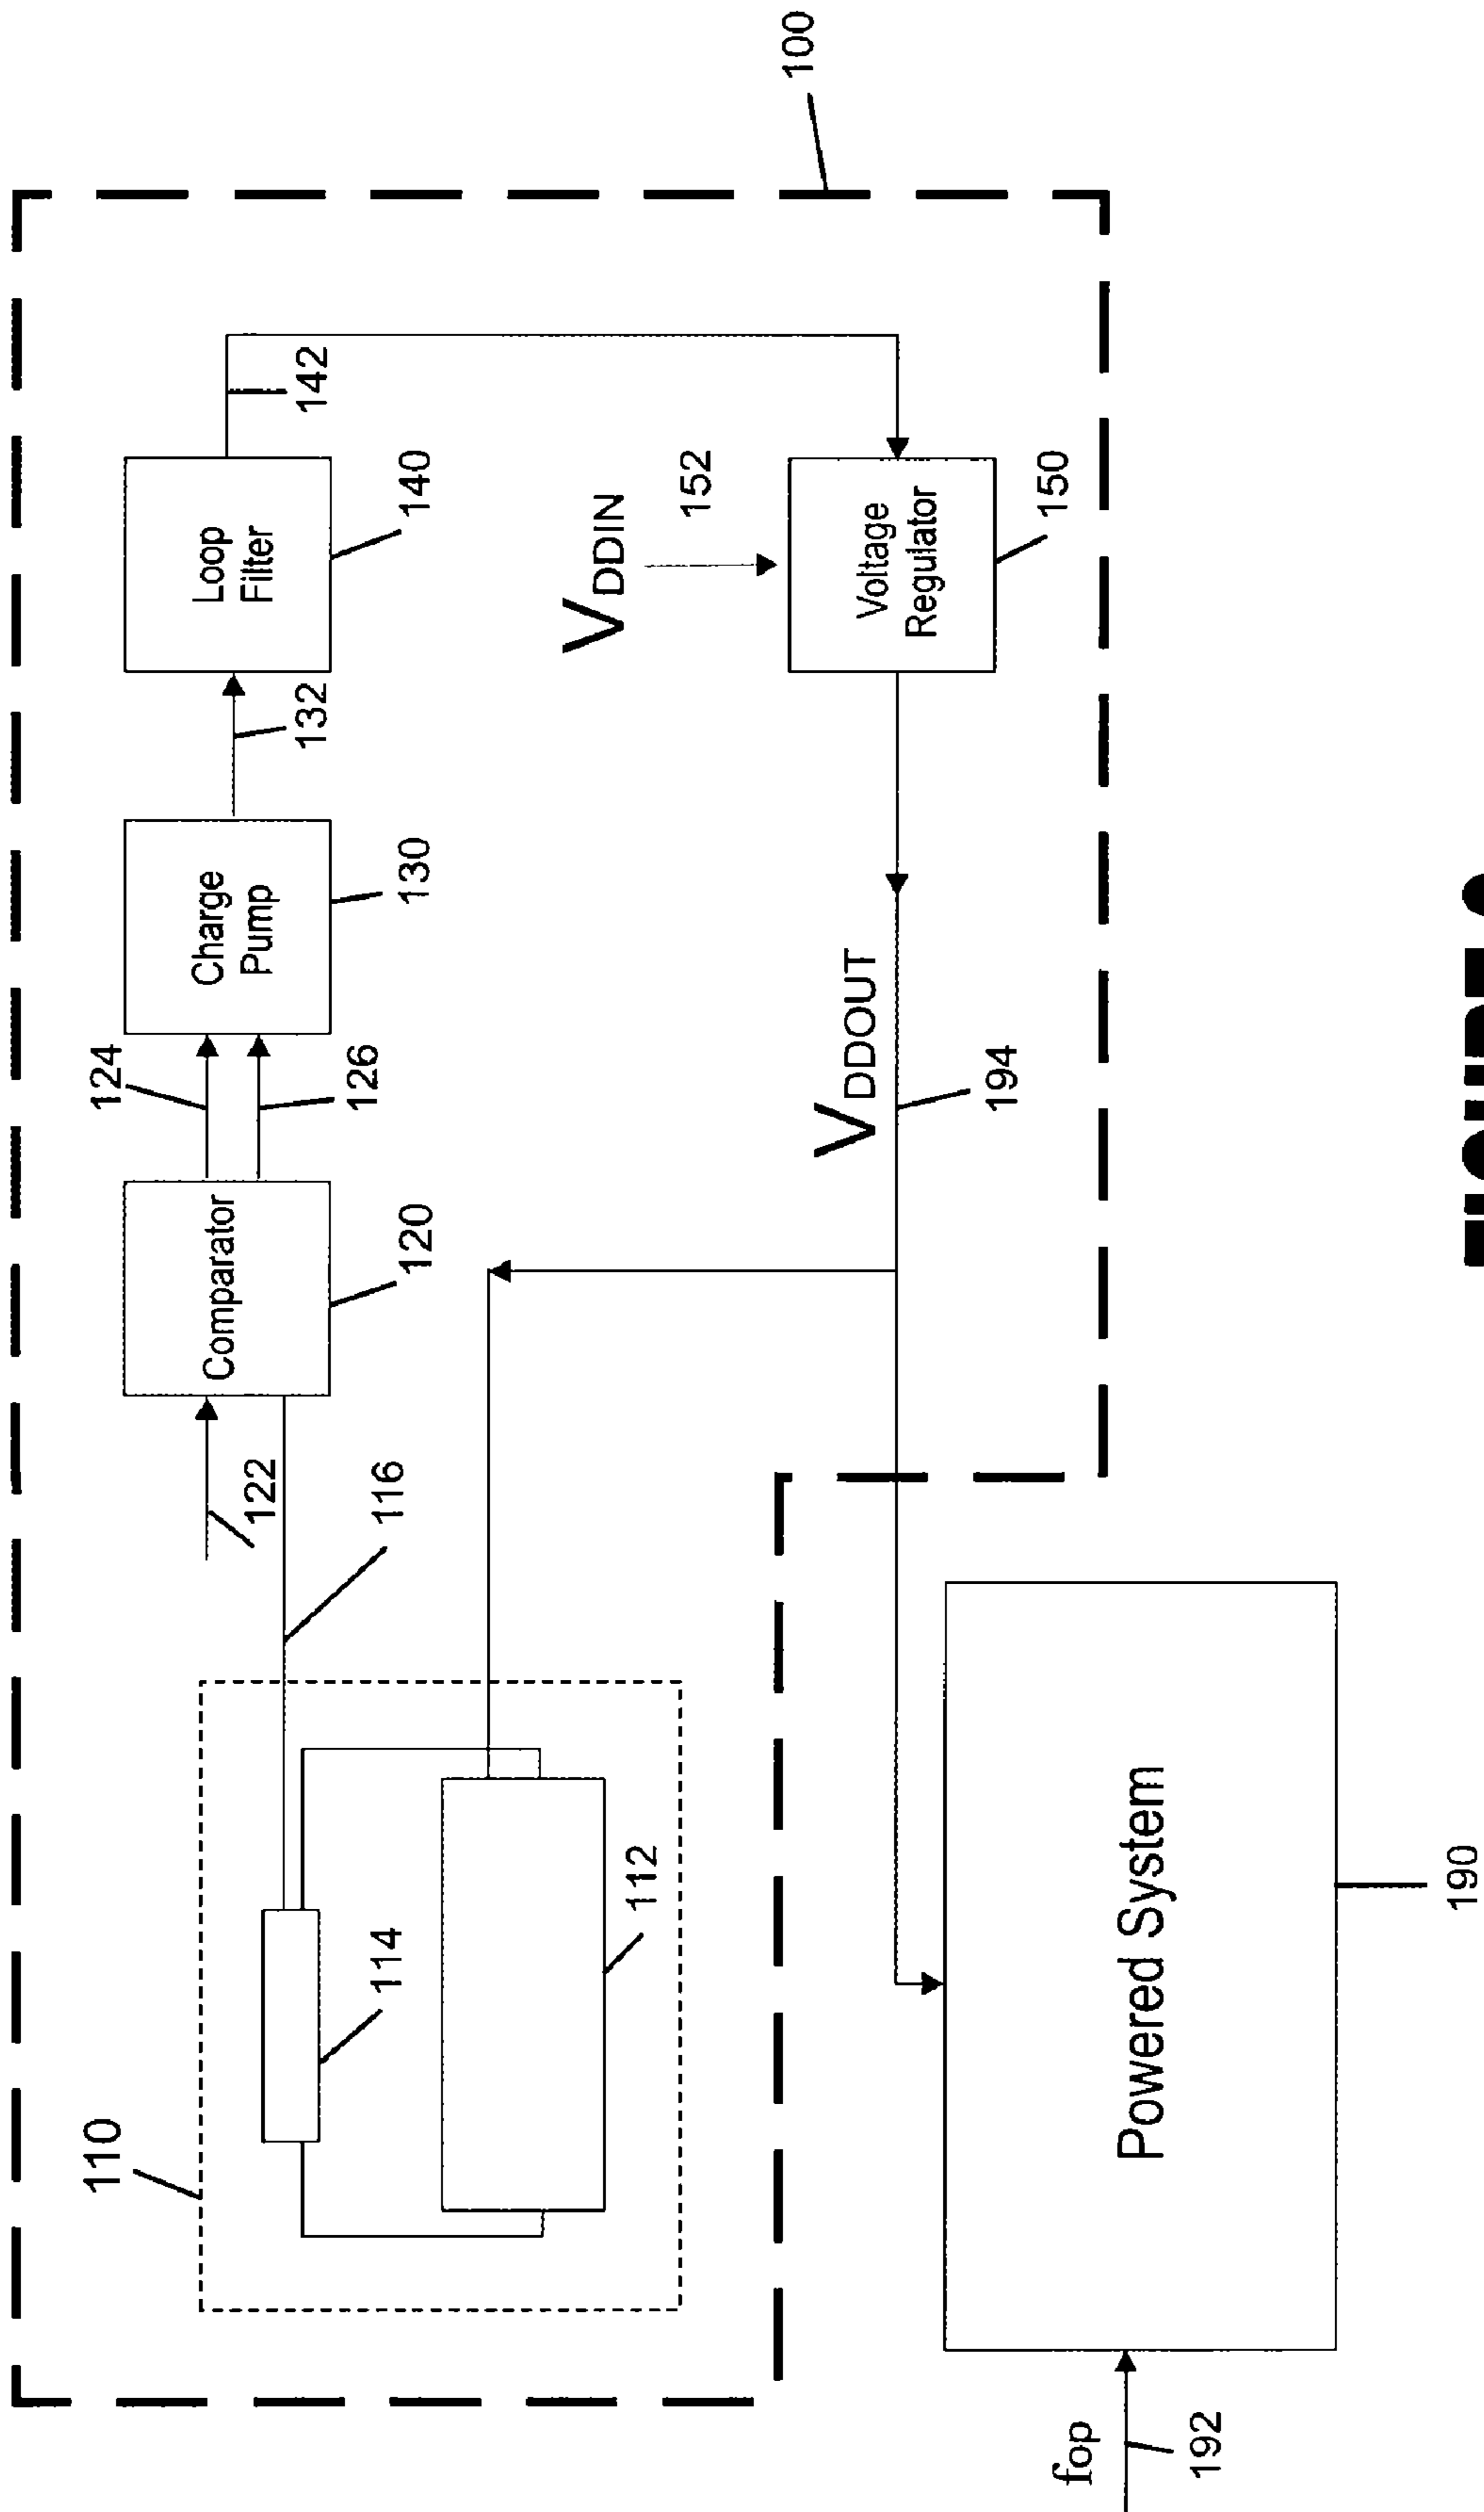 100
110
114
112
116
122
Comparator
120
124
126
Charge
Pump
130
132
Loop
Filter
140
142
VDDIN
152
Voltage
Regulator
150
VDDOUT
194
fop
192
Powered System
190